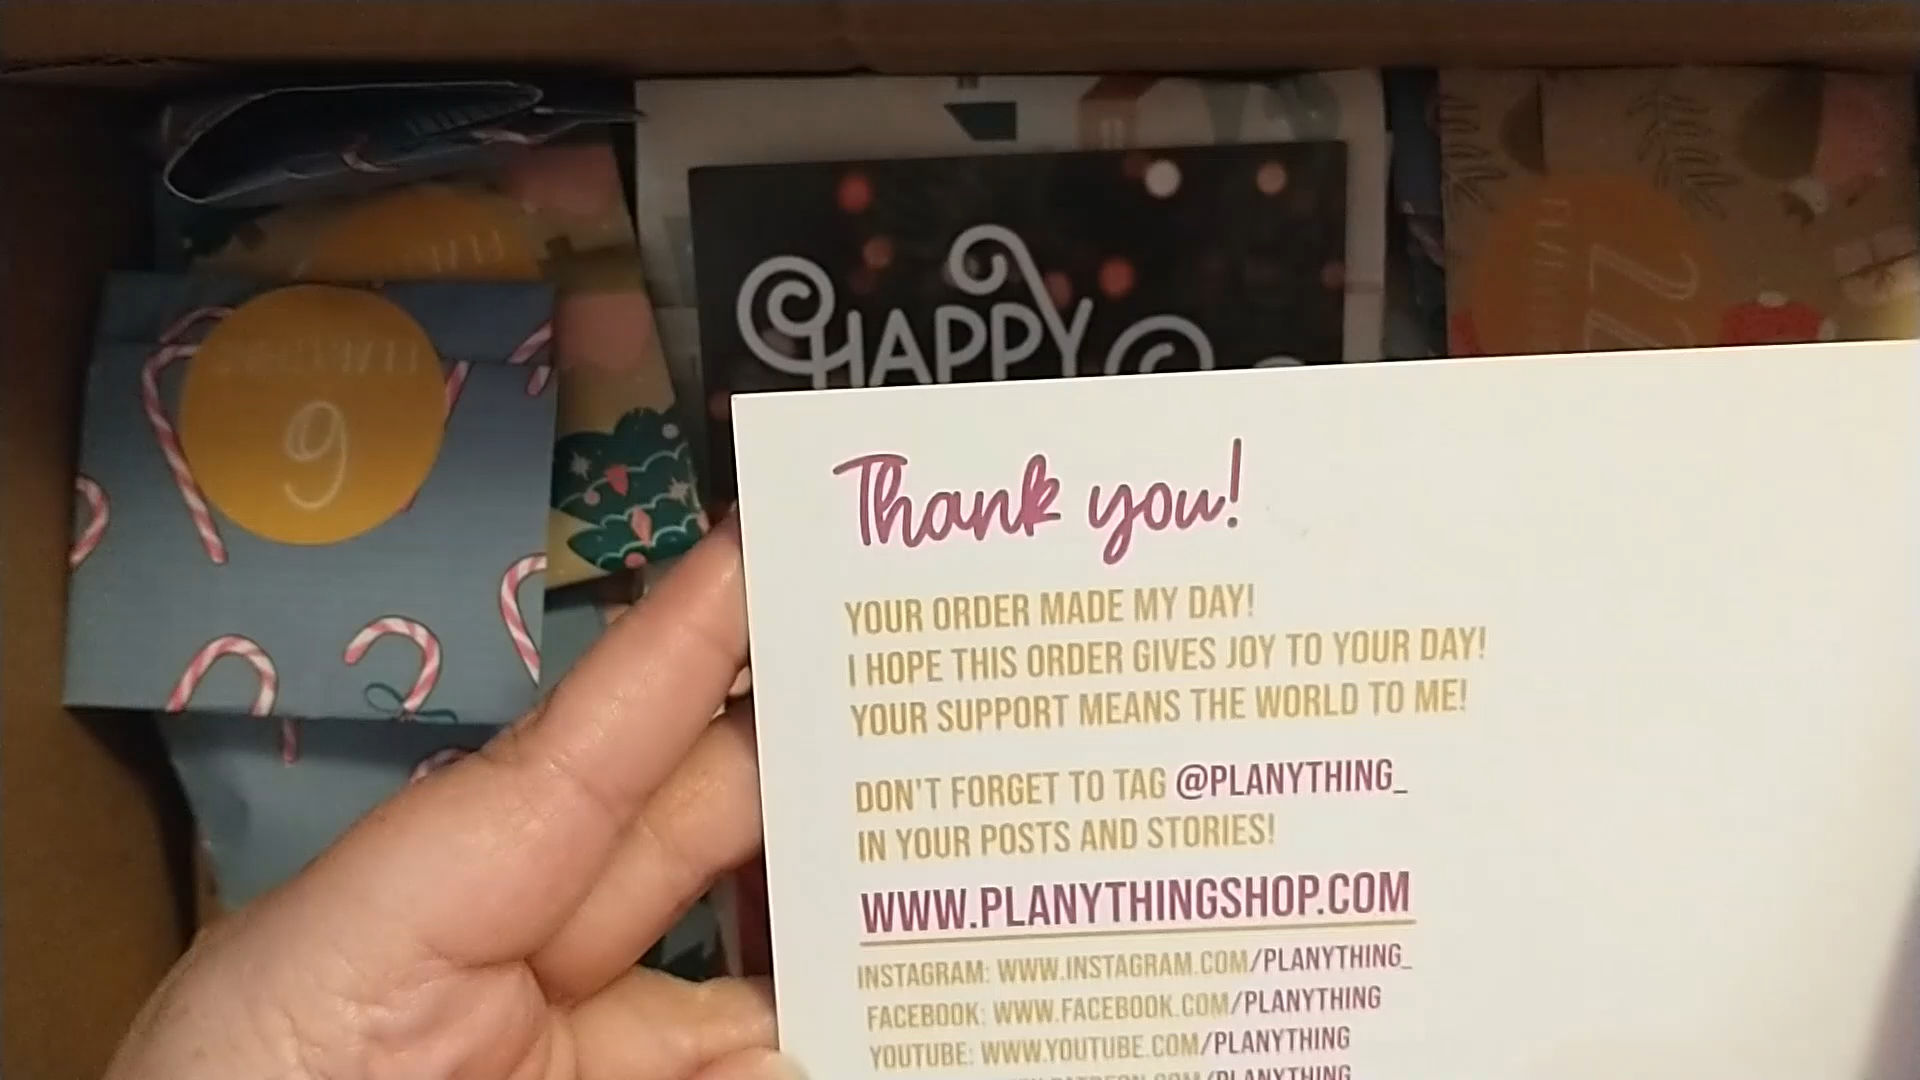 22
HAPPY
9
Thank you!
YOUR ORDER MADE MY DAY!
I HOPE THIS ORDER GIVES JOY TO YOUR DAY!
YOUR SUPPORT MEANS THE WORLD TO ME!
DON'T FORGET TO TAG @PLANYTHING_
IN YOUR POSTS AND STORIES!
WWW.PLANYTHINGSHOP.COM
INSTAGRAM: WWW.INSTAGRAM.COM/PLANYTHING_
FACEBOOK: WWW.FACEBOOK.COM/PLANYTHING
YOUTUBE: WWW.YOUTUBE.COM/PLANYTHING